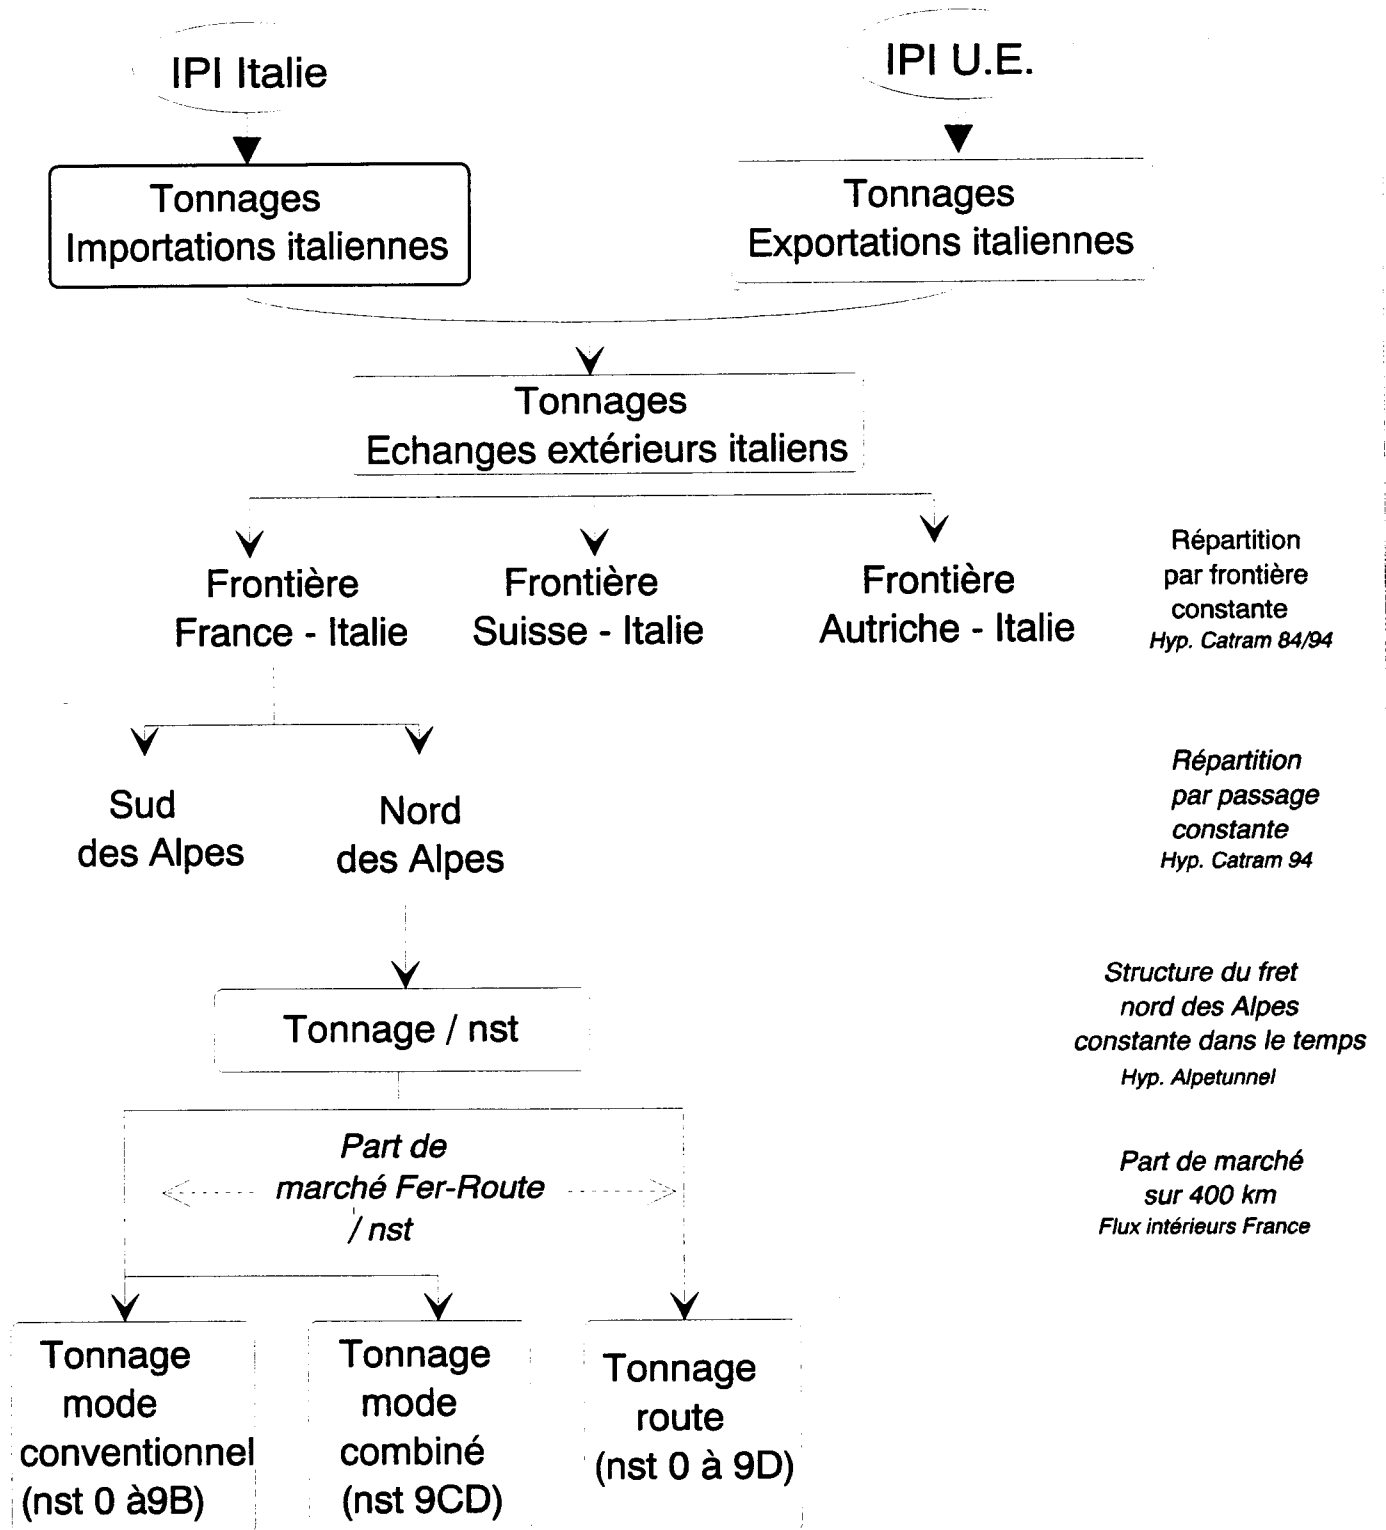 IPI Italie
IPI U.E.
Tonnages
Importations italiennes
Tonnages
Exportations italiennes
Tonnages
Echanges extérieurs italiens
Frontière
France - Italie
Frontière
Suisse - Italie
Frontière
Autriche - Italie
Répartition
par frontière
constante
Hyp. Catram 84/94
Sud
des Alpes
Nord
des Alpes
Répartition
par passage
constante
Hyp. Catram 94
Tonnage / nst
Structure du fret
nord des Alpes
constante dans le temps
Hyp. Alpetunnel
Part de
marché Fer-Route
/ nst
Part de marché
sur 400 km
Flux intérieurs France
Tonnage
mode
conventionnel
(nst 0 à9B)
Tonnage
mode
combiné
(nst 9CD)
Tonnage
route
(nst 0 à 9D)